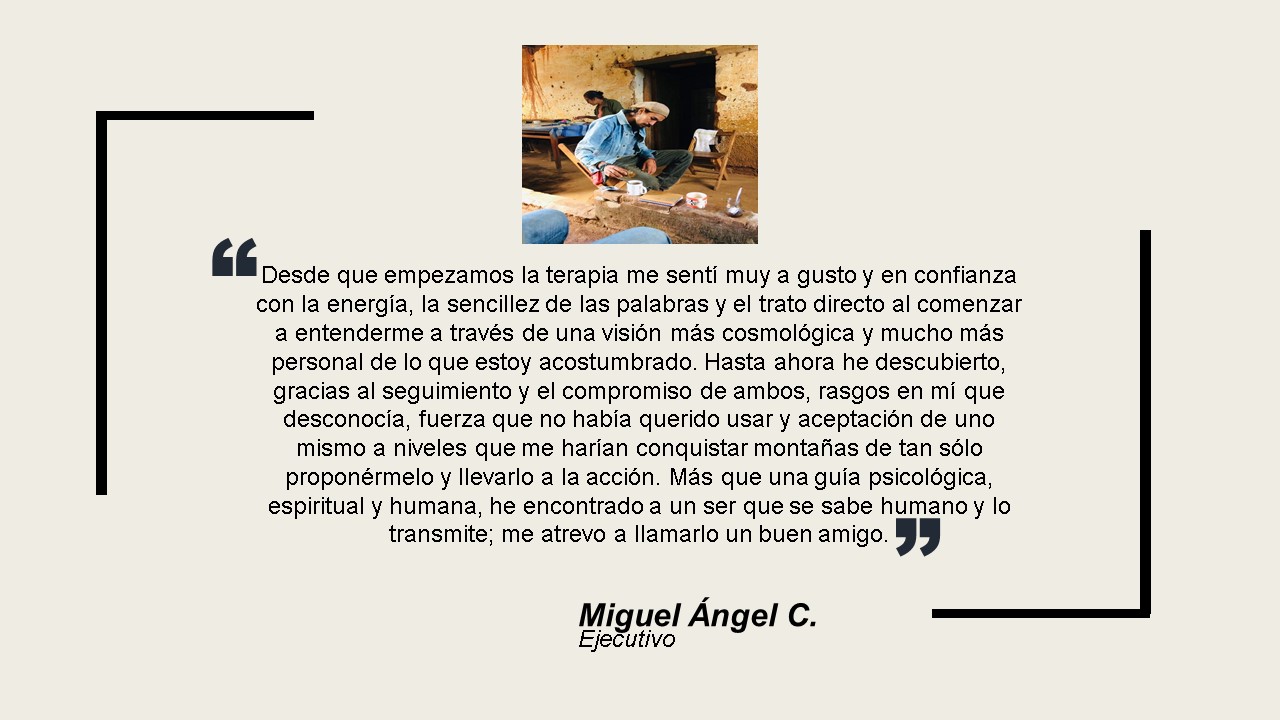 “Desde que empezamos la terapia me sentí muy a gusto y en confianza
con la energía, la sencillez de las palabras y el trato directo al comenzar
a entenderme a través de una visión más cosmológica y mucho más
personal de lo que estoy acostumbrado. Hasta ahora he descubierto,
gracias al seguimiento y el compromiso de ambos, rasgos en mí que
desconocía, fuerza que no había querido usar y aceptación de uno
mismo a niveles que me harían conquistar montañas de tan sólo
proponérmelo y llevarlo a la acción. Más que una guía psicológica,
espiritual y humana, he encontrado a un ser que se sabe humano y lo
transmite; me atrevo a llamarlo un buen amigo.”
Miguel Ángel C.
Ejecutivo